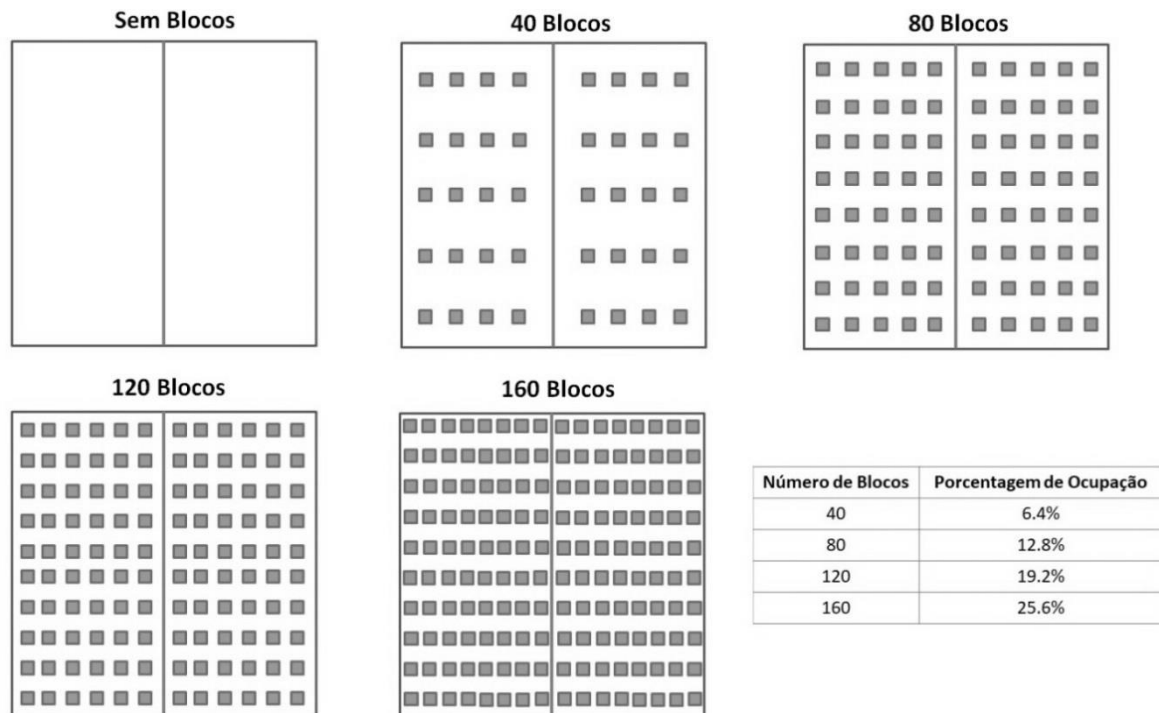 Sem Blocos
40 Blocos
80 Blocos
120 Blocos
160 Blocos
Número de Blocos Porcentagem de Ocupação
40 6.4%
80 12.8%
120 19.2%
160 25.6%